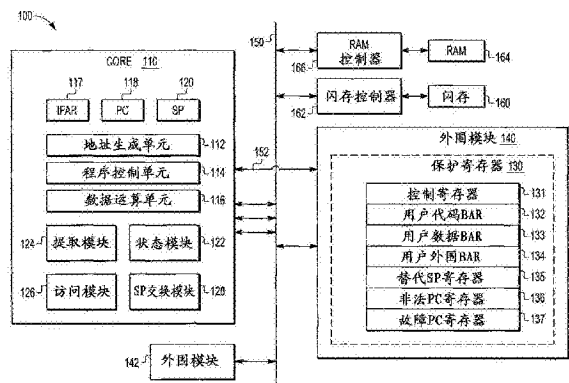 100
CORE 110
117
118
120
IFAR
PC
SP
地址生成单元
112
程序控制单元
114
数据运算单元
116
124
提取模块
状态模块
122
126
访问模块
SP交换模块
128
142
外围模块
150
152
RAM
控制器
166
RAM
164
闪存控制器
162
闪存
160
外围模块 140
保护寄存器 130
控制寄存器
131
用户代码BAR
132
用户数据BAR
133
用户外围BAR
134
替代SP寄存器
135
非法PC寄存器
136
故障PC寄存器
137